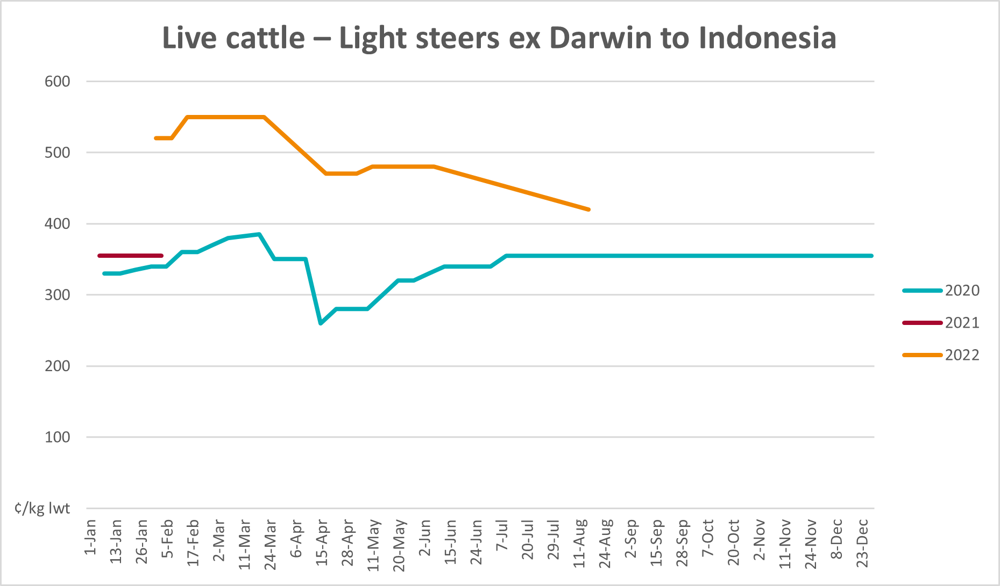 Live cattle – Light steers ex Darwin to Indonesia
600
500
400
300
200
100
¢/kg lwt
1-Jan
13-Jan
26-Jan
5-Feb
17-Feb
2-Mar
11-Mar
24-Mar
6-Apr
15-Apr
28-Apr
11-May
20-May
2-Jun
15-Jun
24-Jun
7-Jul
20-Jul
29-Jul
11-Aug
24-Aug
2-Sep
15-Sep
28-Sep
7-Oct
20-Oct
2-Nov
11-Nov
24-Nov
8-Dec
23-Dec
2020
2021
2022